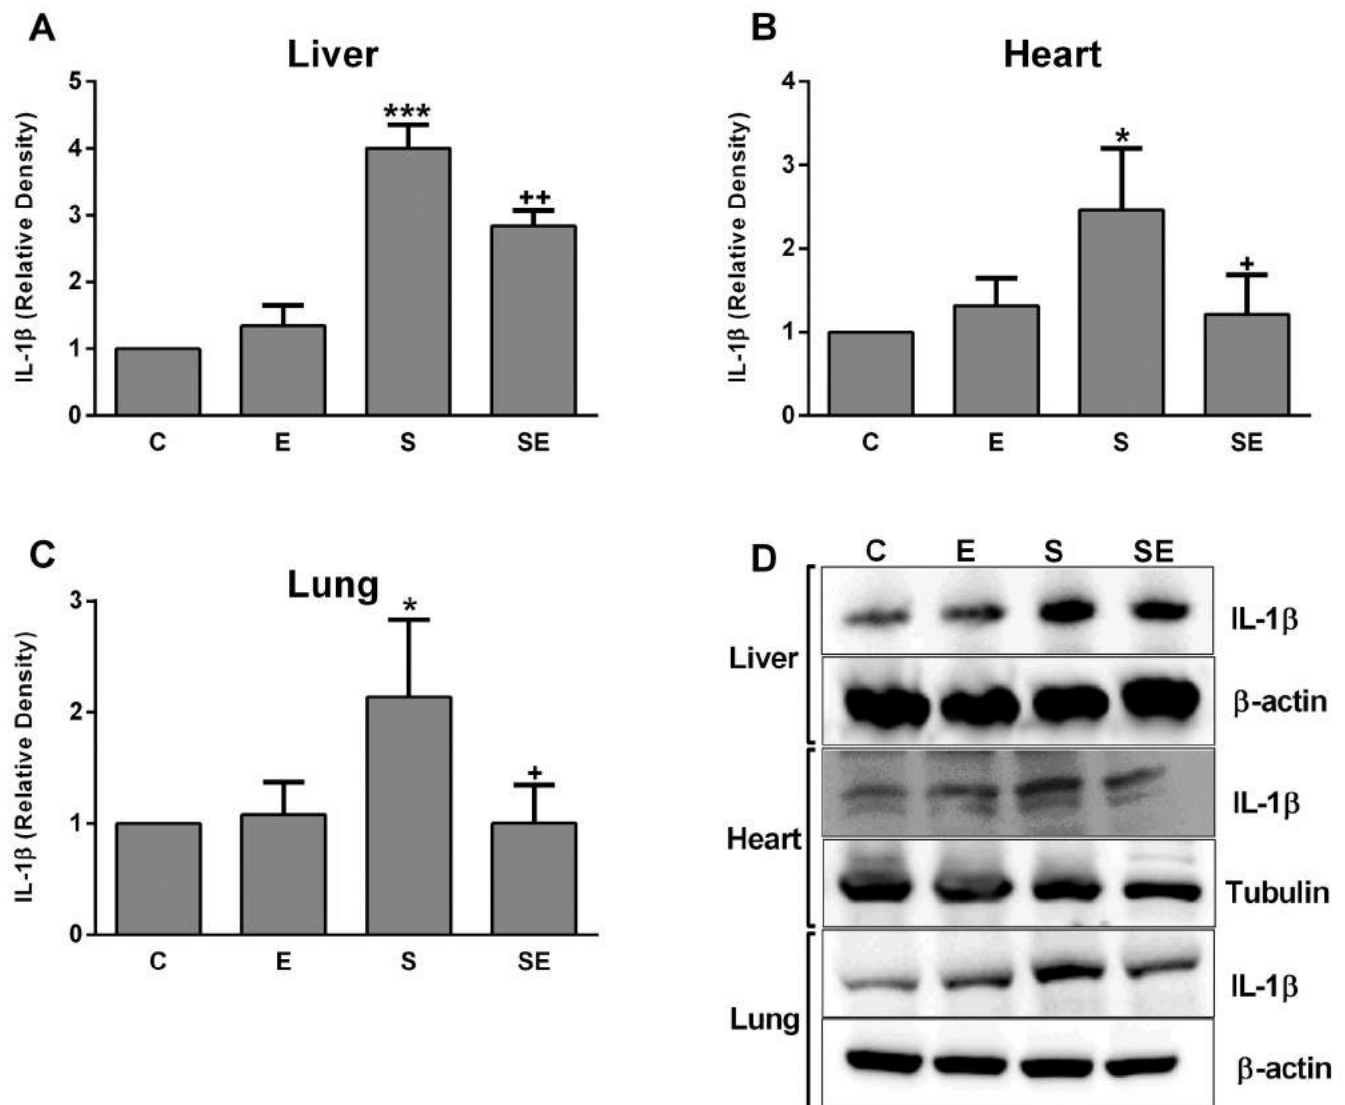 A
Liver
IL-1β (Relative Density)
5
4
3
2
1
0
***
++
C E S SE
B
Heart
IL-1β (Relative Density)
4
3
2
1
0
*
+
C E S SE
C
Lung
IL-1β (Relative Density)
3
2
1
0
*
+
C E S SE
D
C E S SE
Liver
IL-1β
β-actin
Heart
IL-1β
Tubulin
Lung
IL-1β
β-actin